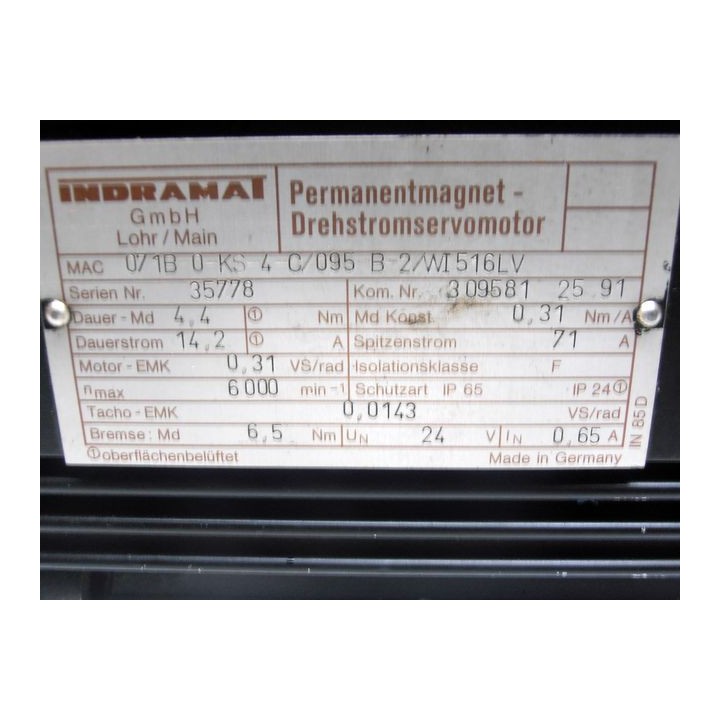 INDRAMAT
GmbH
Lohr / Main
Permanentmagnet -
Drehstromservomotor
MAC 071B 0-KS-4-C/095 B-2/WI516LV
Serien Nr. 35778 Kom. Nr. 309581 25.91
Dauer - Md 4,4 ① Nm Md Konst. 0,31 Nm/A
Dauerstrom 14,2 ① A Spitzenstrom 71 A
Motor - EMK 0,31 VS/rad Isolationsklasse F
nmax 6000 min-1 Schutzart IP 65 IP 24①
Tacho - EMK 0,0143 VS/rad
Bremse: Md 6,5 Nm UN 24 V IN 0,65 A
①oberflächenbelüftet Made in Germany
IN 85 D